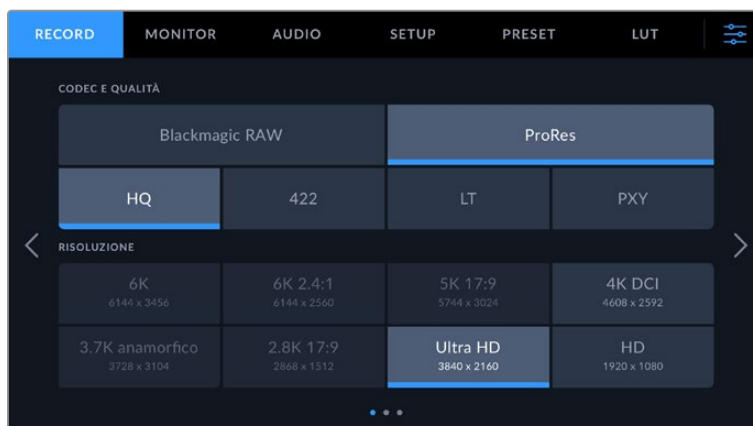 RECORD MONITOR AUDIO SETUP PRESET LUT
CODEC E QUALITÀ
Blackmagic RAW ProRes
HQ 422 LT PXY
RISOLUZIONE
6K 6K 2.4:1 5K 17:9 4K DCI
6144 x 3456 6144 x 2560 5744 x 3024 4608 x 2592
3.7K anamorfico 2.8K 17:9 Ultra HD HD
3728 x 3104 2868 x 1512 3840 x 2160 1920 x 1080